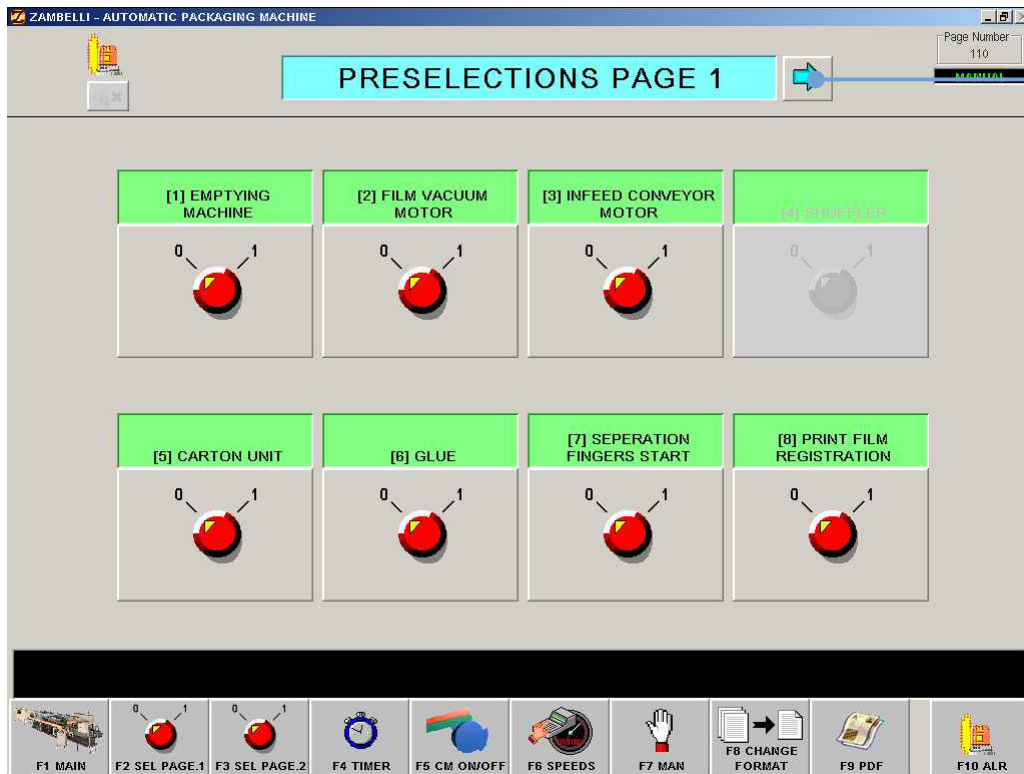 ZAMBELLI - AUTOMATIC PACKAGING MACHINE
Page Number
110
PRESELECTIONS PAGE 1
MANUAL
[1] EMPTYING
MACHINE
[2] FILM VACUUM
MOTOR
[3] INFEED CONVEYOR
MOTOR
[4] SHUFFLER
0 1
0 1
0 1
0 1
[5] CARTON UNIT
[6] GLUE
[7] SEPERATION
FINGERS START
[8] PRINT FILM
REGISTRATION
0 1
0 1
0 1
0 1
0 1
0 1
F1 MAIN
F2 SEL PAGE.1
F3 SEL PAGE.2
F4 TIMER
F5 CM ON/OFF
F6 SPEEDS
F7 MAN
F8 CHANGE
FORMAT
F9 PDF
F10 ALR